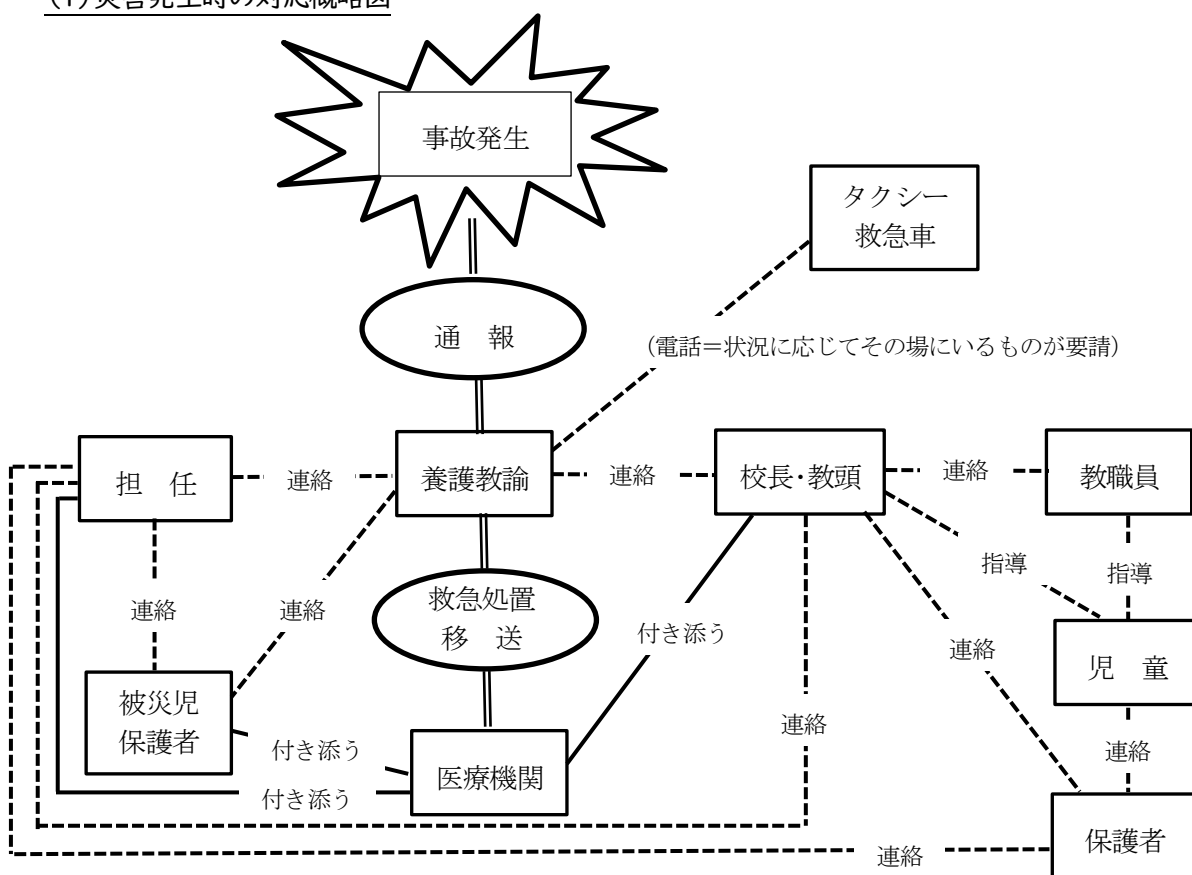 (1)災害発生時の対応概略図
事故発生
タクシー
救急車
通 報
(電話＝状況に応じてその場にいるものが要請)
担 任
連絡
養護教諭
連絡
校長・教頭
連絡
教職員
指導
指導
連絡
連絡
救急処置
移 送
付き添う
連絡
児 童
被災児
保護者
連絡
連絡
付き添う
医療機関
付き添う
保護者
連絡